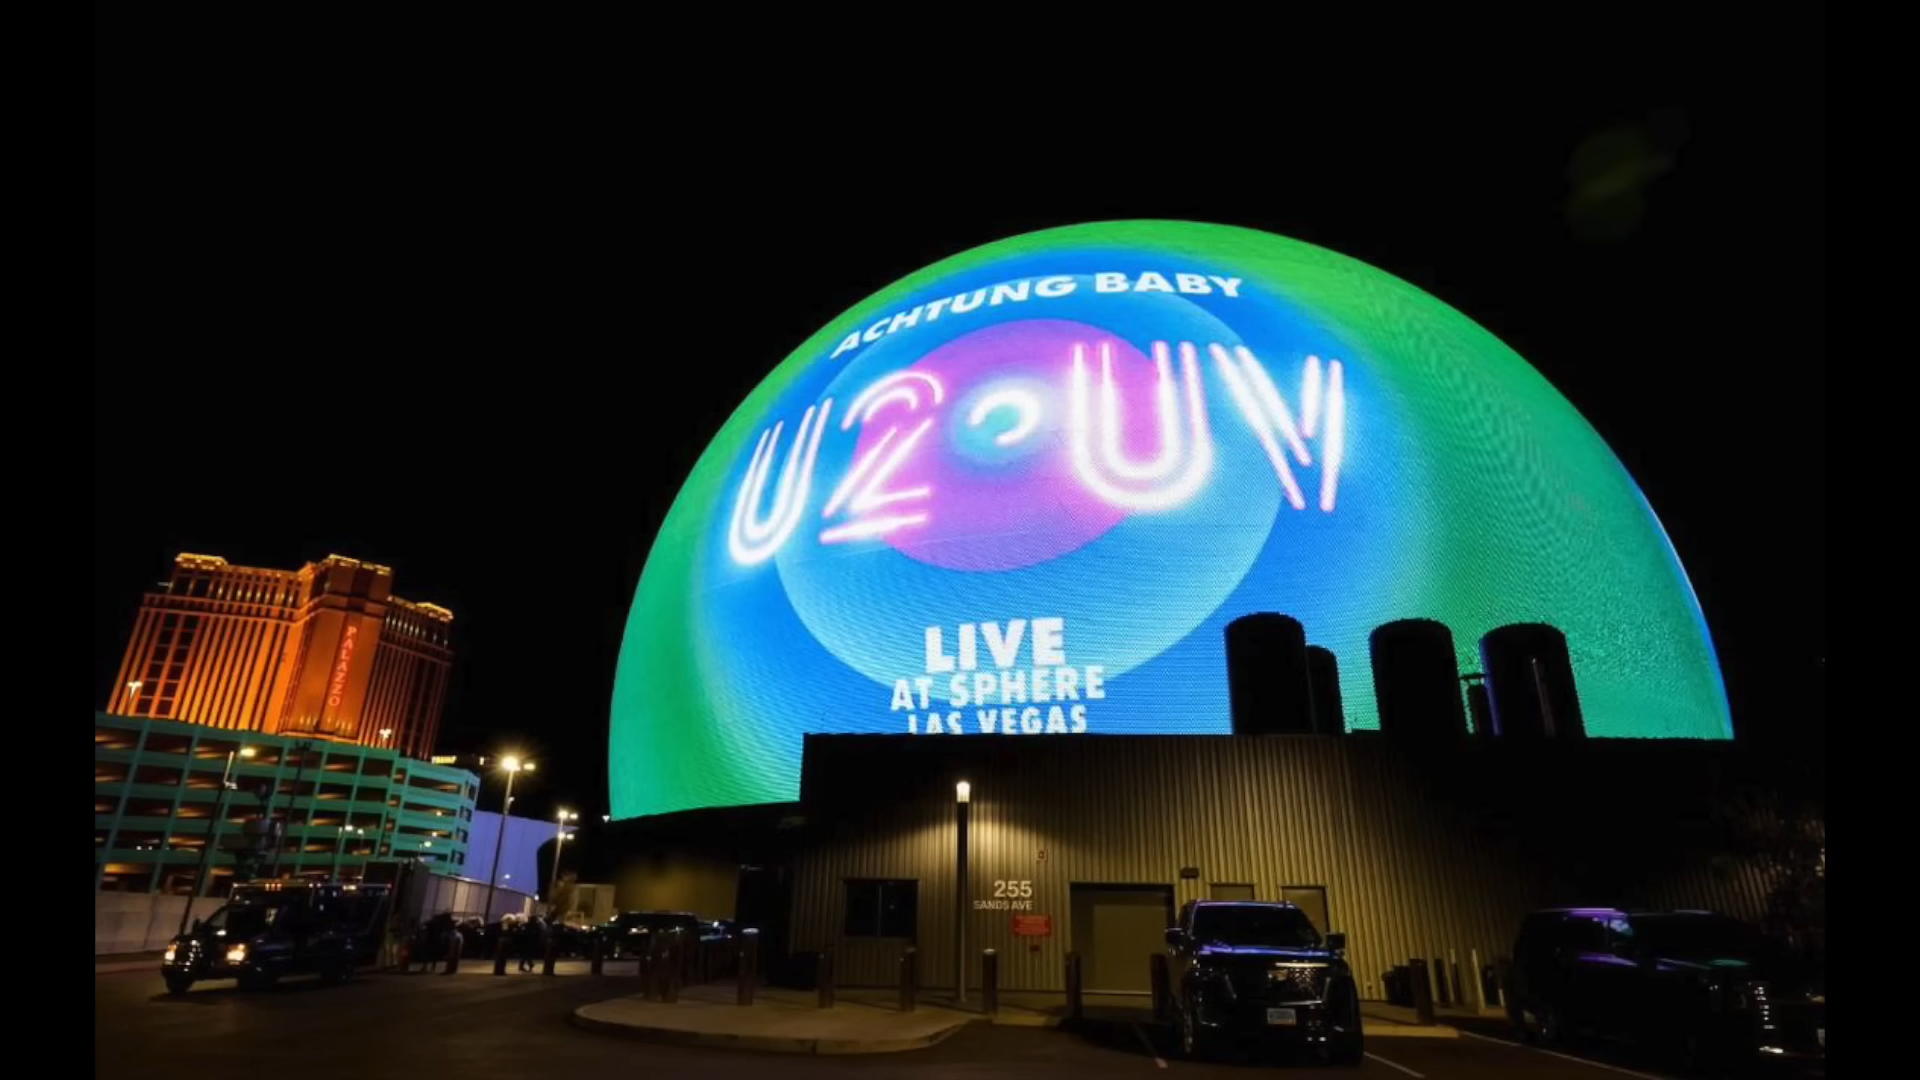 ACHTUNG BABY
U2 UV
LIVE
AT SPHERE
LAS VEGAS
PALAZZO
255
SANDS AVE